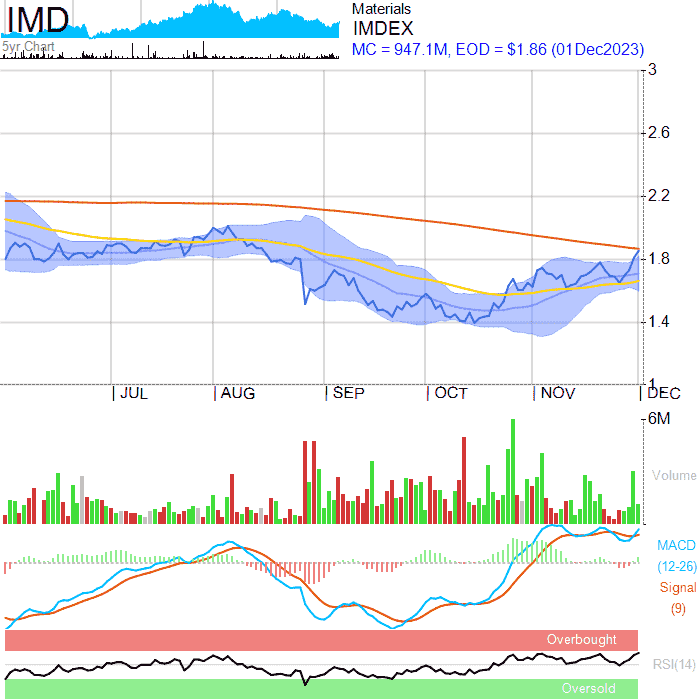 IMD
5yr Chart
Materials
IMDEX
MC = 947.1M, EOD = $1.86 (01Dec2023)
3
2.6
2.2
1.8
1.4
1
JUL AUG SEP OCT NOV DEC
6M
Volume
MACD
(12-26)
Signal
(9)
Overbought
RSI(14)
Oversold